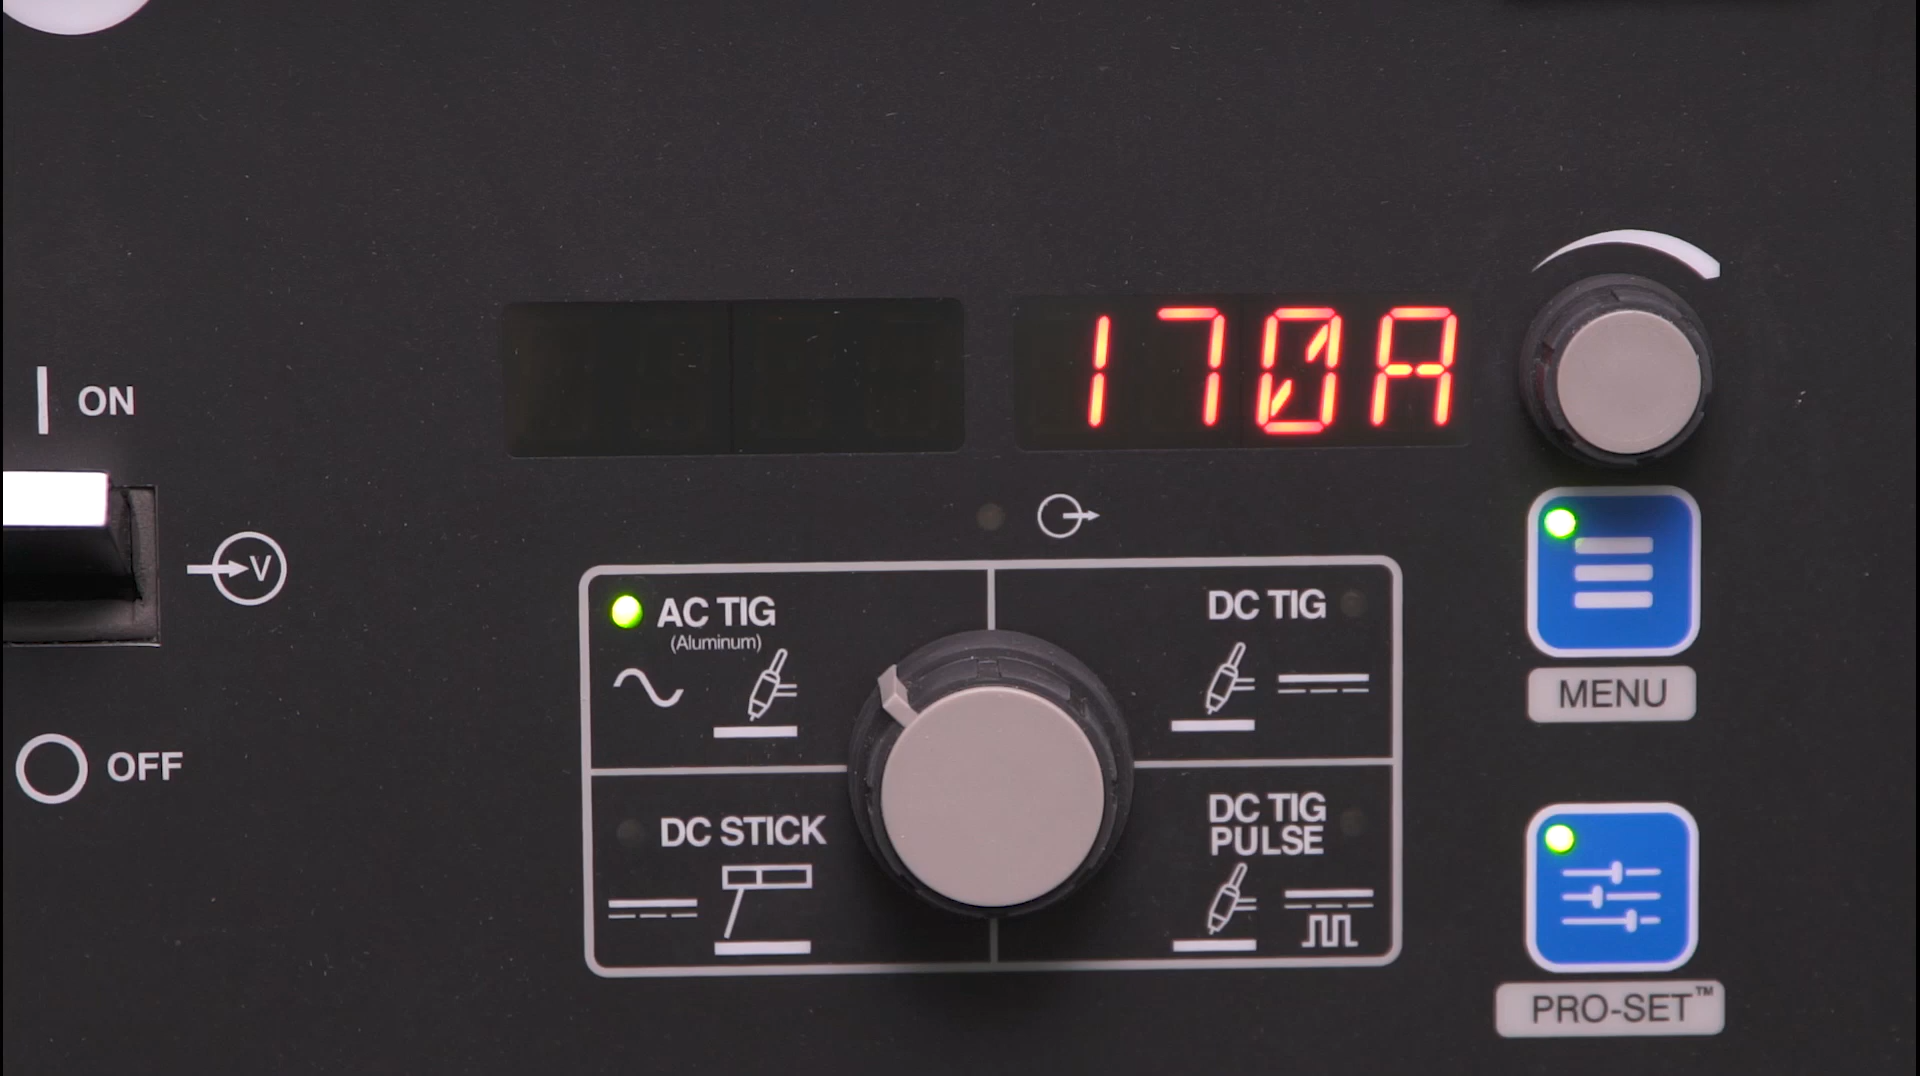 170A
ON
V
AC TIG
(Aluminum)
DC TIG
MENU
OFF
DC STICK
DC TIG
PULSE
PRO-SET™